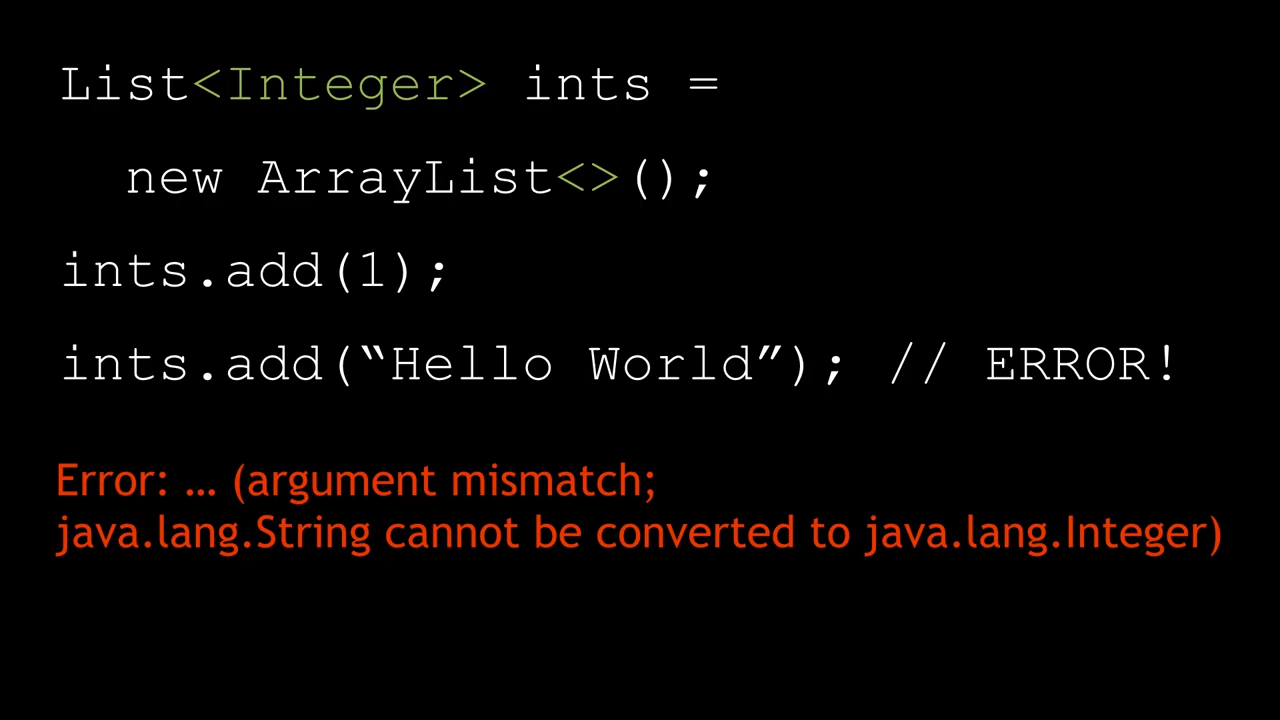 List<Integer> ints =
new ArrayList<>();
ints.add(1);
ints.add(“Hello World”); // ERROR!
Error: … (argument mismatch;
java.lang.String cannot be converted to java.lang.Integer)